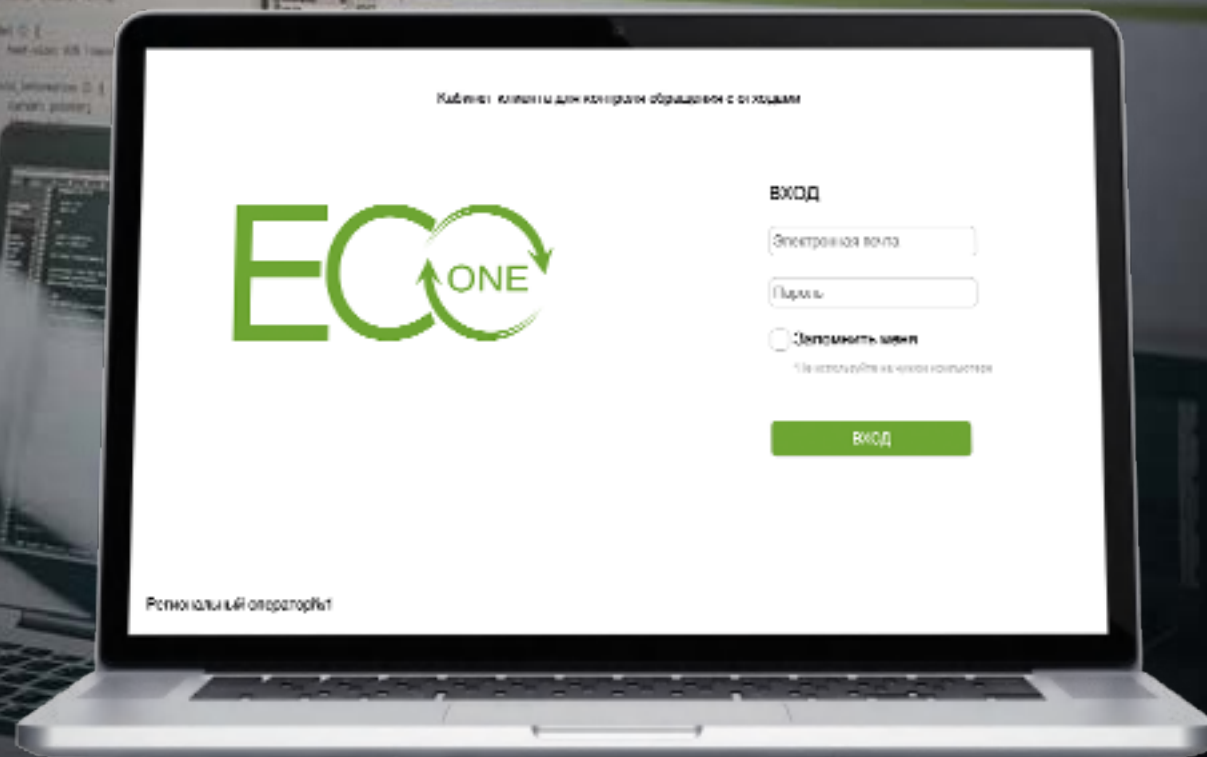 Кабинет клиента для контроля обращения с отходами
ECO
ONE
ВХОД
Электронная почта
Пароль
Запомнить меня
*Не используйте на чужом компьютере
ВХОД
Региональный оператор№1